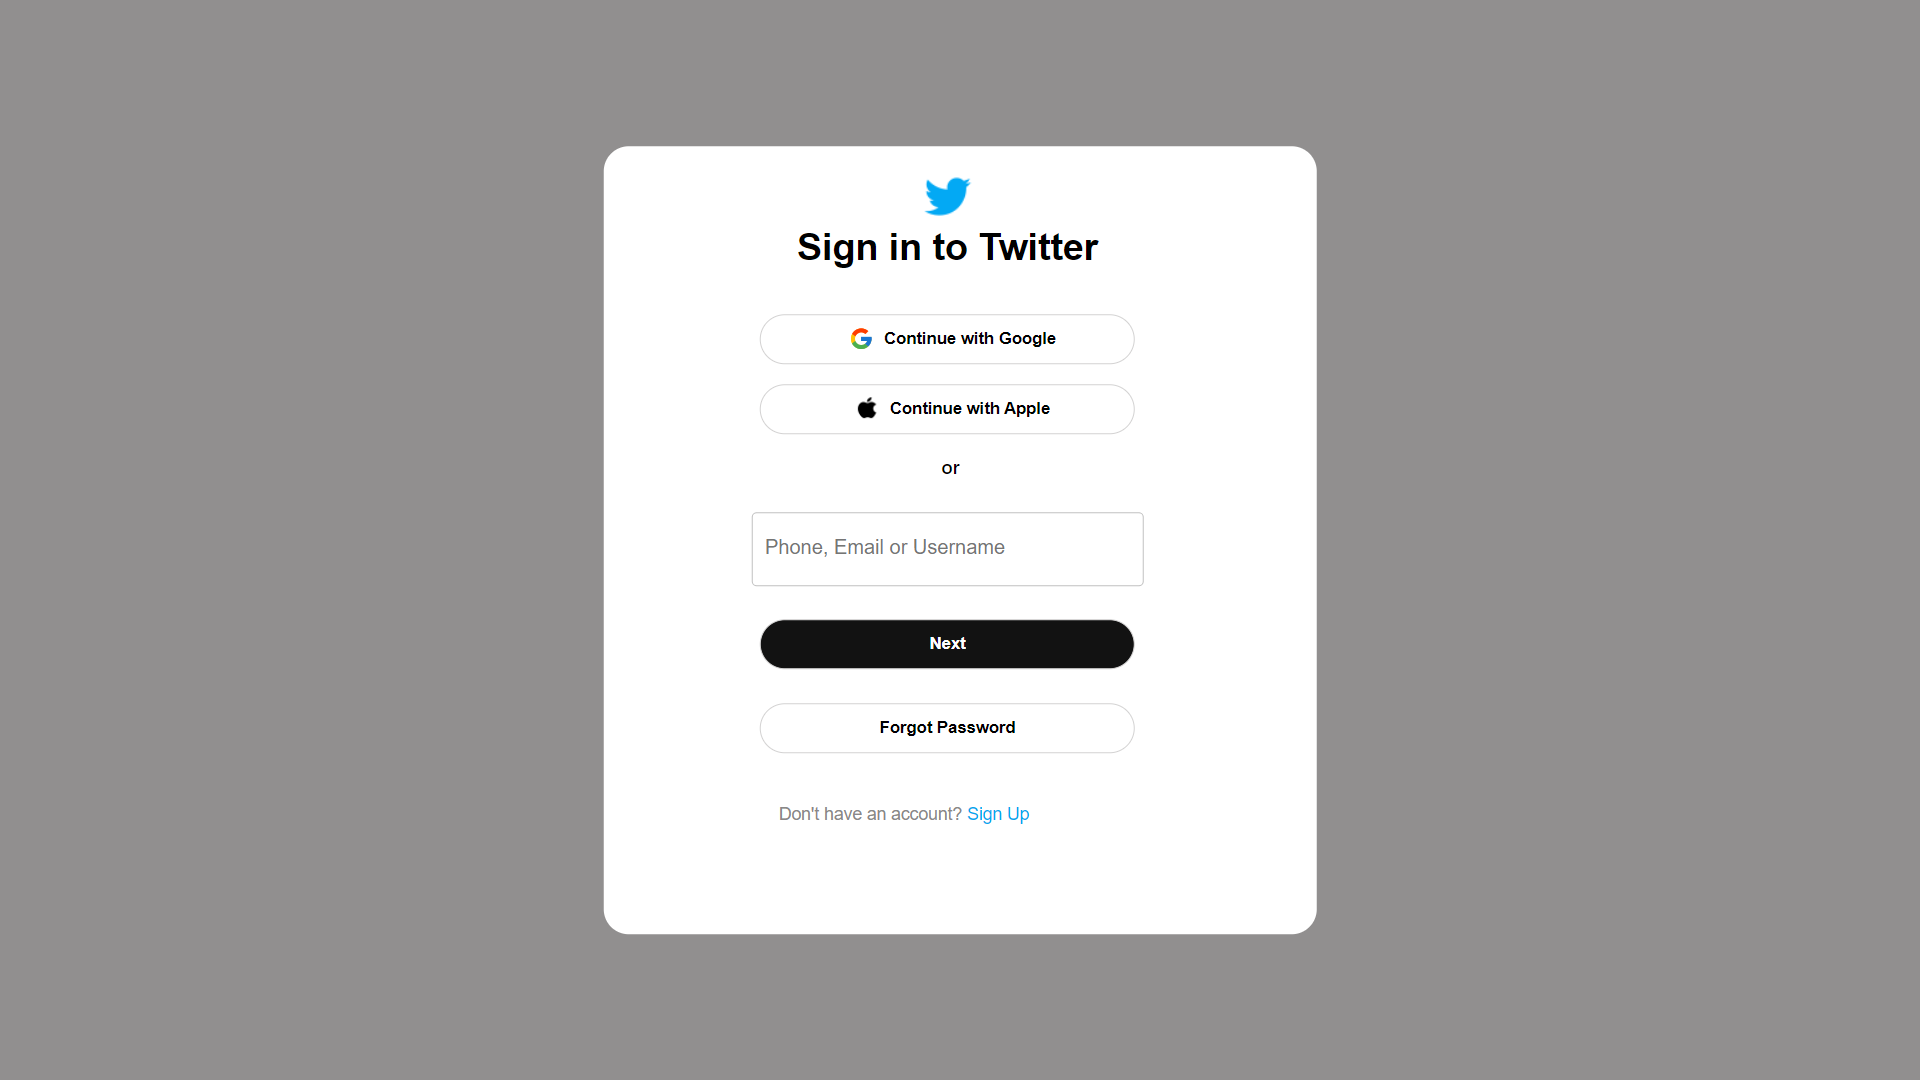 Sign in to Twitter
Continue with Google
Continue with Apple
or
Phone, Email or Username
Next
Forgot Password
Don't have an account? Sign Up